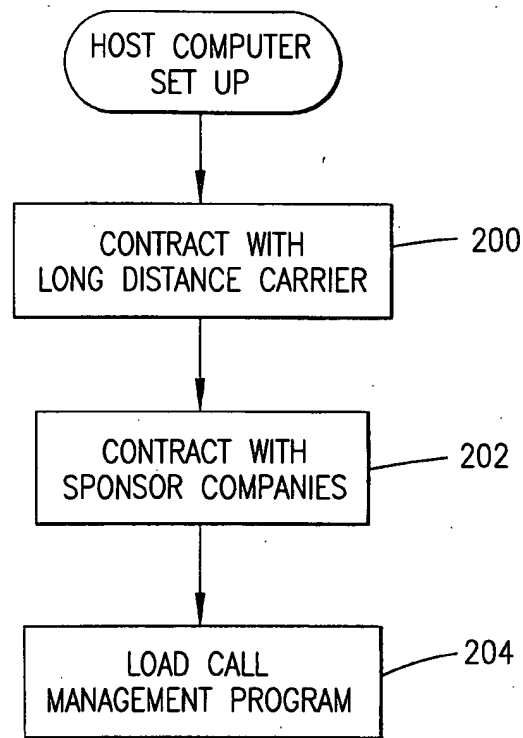 HOST COMPUTER
SET UP
CONTRACT WITH
LONG DISTANCE CARRIER
200
CONTRACT WITH
SPONSOR COMPANIES
202
LOAD CALL
MANAGEMENT PROGRAM
204